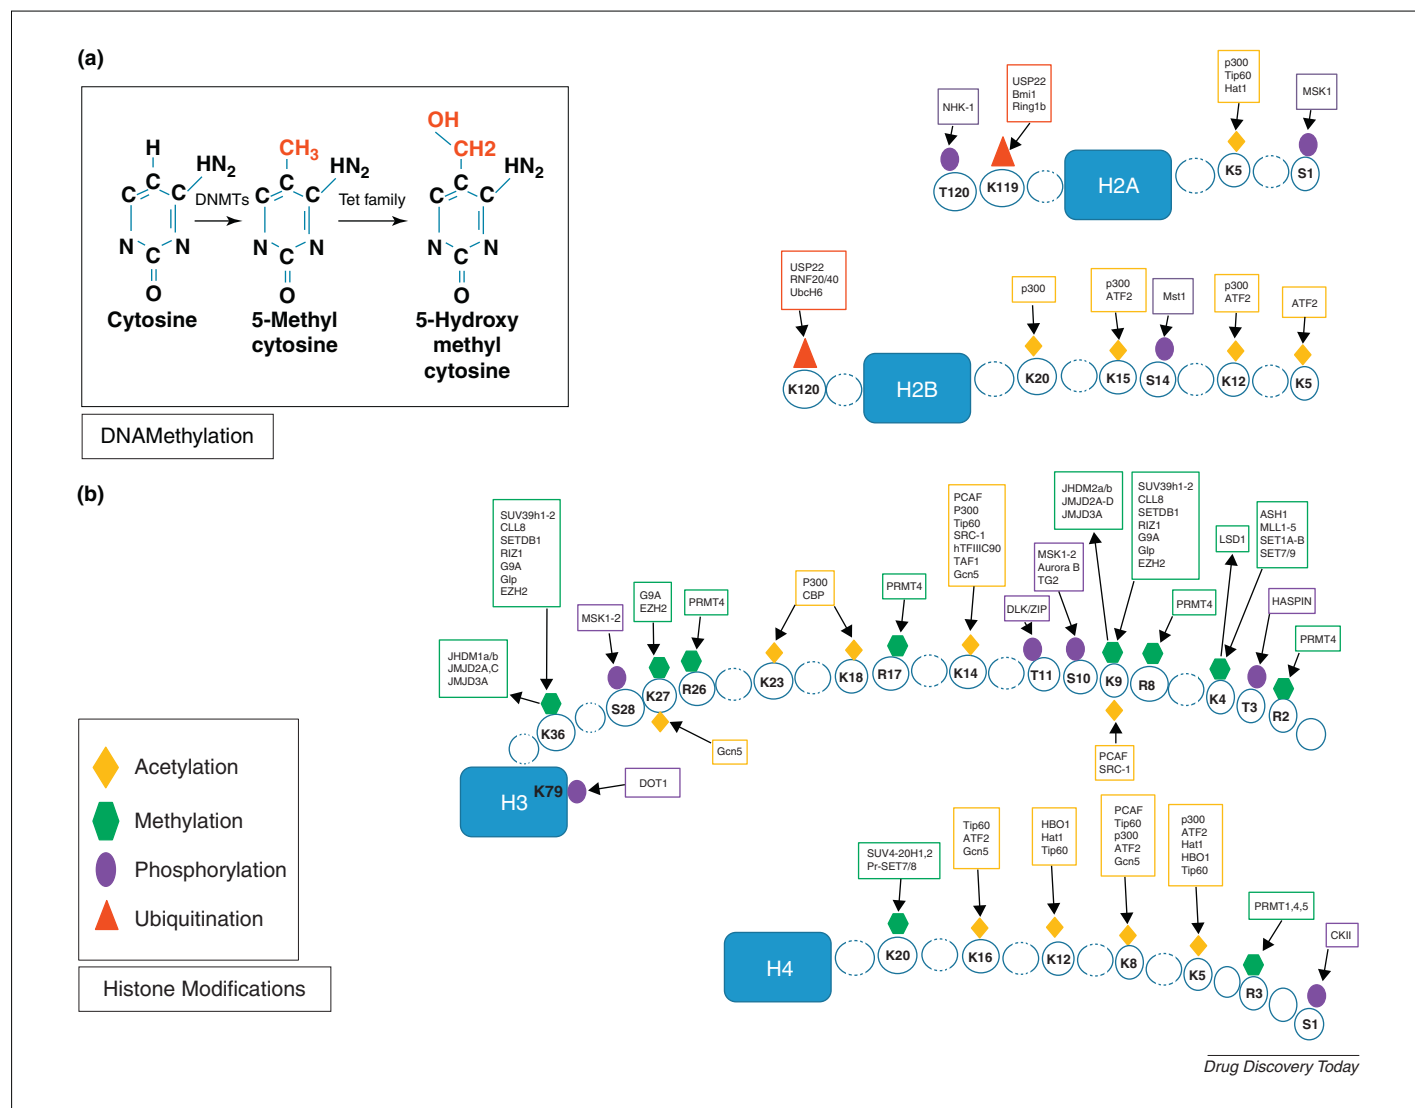 (a)
H
HN2
C
C
C
N
N
C
O
Cytosine
DNMTs
CH3
HN2
C
C
C
N
N
C
O
5-Methyl
cytosine
Tet family
OH
CH2
HN2
C
C
C
N
N
C
O
5-Hydroxy
methyl
cytosine
DNAMethylation
NHK-1
USP22
Bmi1
Ring1b
p300
Tip60
Hat1
MSK1
T120
K119
H2A
K5
S1
USP22
RNF20/40
UbcH6
p300
p300
ATF2
Mst1
p300
ATF2
ATF2
K120
H2B
K20
K15
S14
K12
K5
(b)
SUV39h1-2
CLL8
SETDB1
RIZ1
G9A
Glp
EZH2
JHDM1a/b
JMJD2A,C
JMJD3A
MSK1-2
G9A
EZH2
PRMT4
P300
CBP
PRMT4
PCAF
P300
Tip60
SRC-1
hTFIIIC90
TAF1
Gcn5
DLK/ZIP
MSK1-2
Aurora B
TG2
JHDM2a/b
JMJD2A-D
JMJD3A
SUV39h1-2
CLL8
SETDB1
RIZ1
G9A
Glp
EZH2
PRMT4
LSD1
ASH1
MLL1-5
SET1A-B
SET7/9
HASPIN
PRMT4
K36
S28
K27
R26
K23
K18
R17
K14
T11
S10
K9
R8
K4
T3
R2
Gcn5
PCAF
SRC-1
H3
K79
DOT1
Acetylation
Methylation
Phosphorylation
Ubiquitination
Histone Modifications
SUV4-20H1,2
Pr-SET7/8
Tip60
ATF2
Gcn5
HBO1
Hat1
Tip60
PCAF
Tip60
p300
ATF2
Gcn5
p300
ATF2
Hat1
HBO1
Tip60
PRMT1,4,5
CKII
H4
K20
K16
K12
K8
K5
R3
S1
Drug Discovery Today